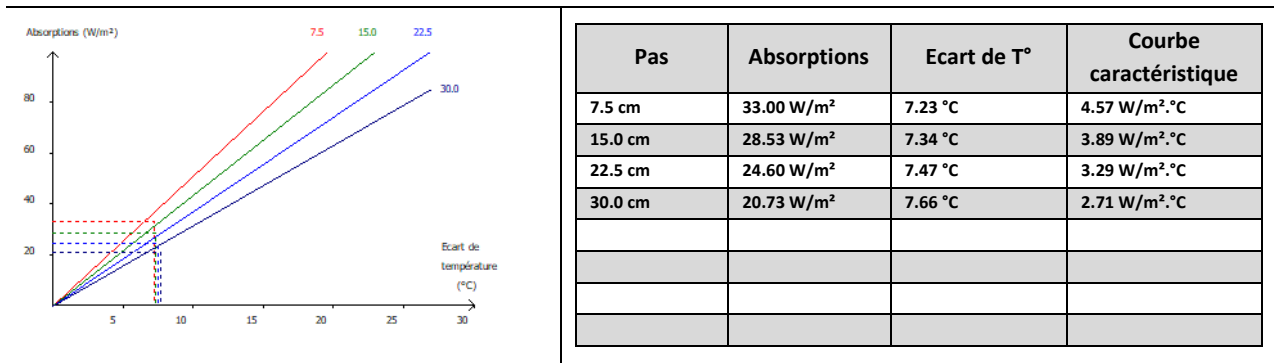 Absorptions (W/m²)
7.5 15.0 22.5
30.0
80
60
40
20
Ecart de
température
(°C)
5 10 15 20 25 30
Pas Absorptions Ecart de T° Courbe
caractéristique
7.5 cm 33.00 W/m² 7.23 °C 4.57 W/m².°C
15.0 cm 28.53 W/m² 7.34 °C 3.89 W/m².°C
22.5 cm 24.60 W/m² 7.47 °C 3.29 W/m².°C
30.0 cm 20.73 W/m² 7.66 °C 2.71 W/m².°C